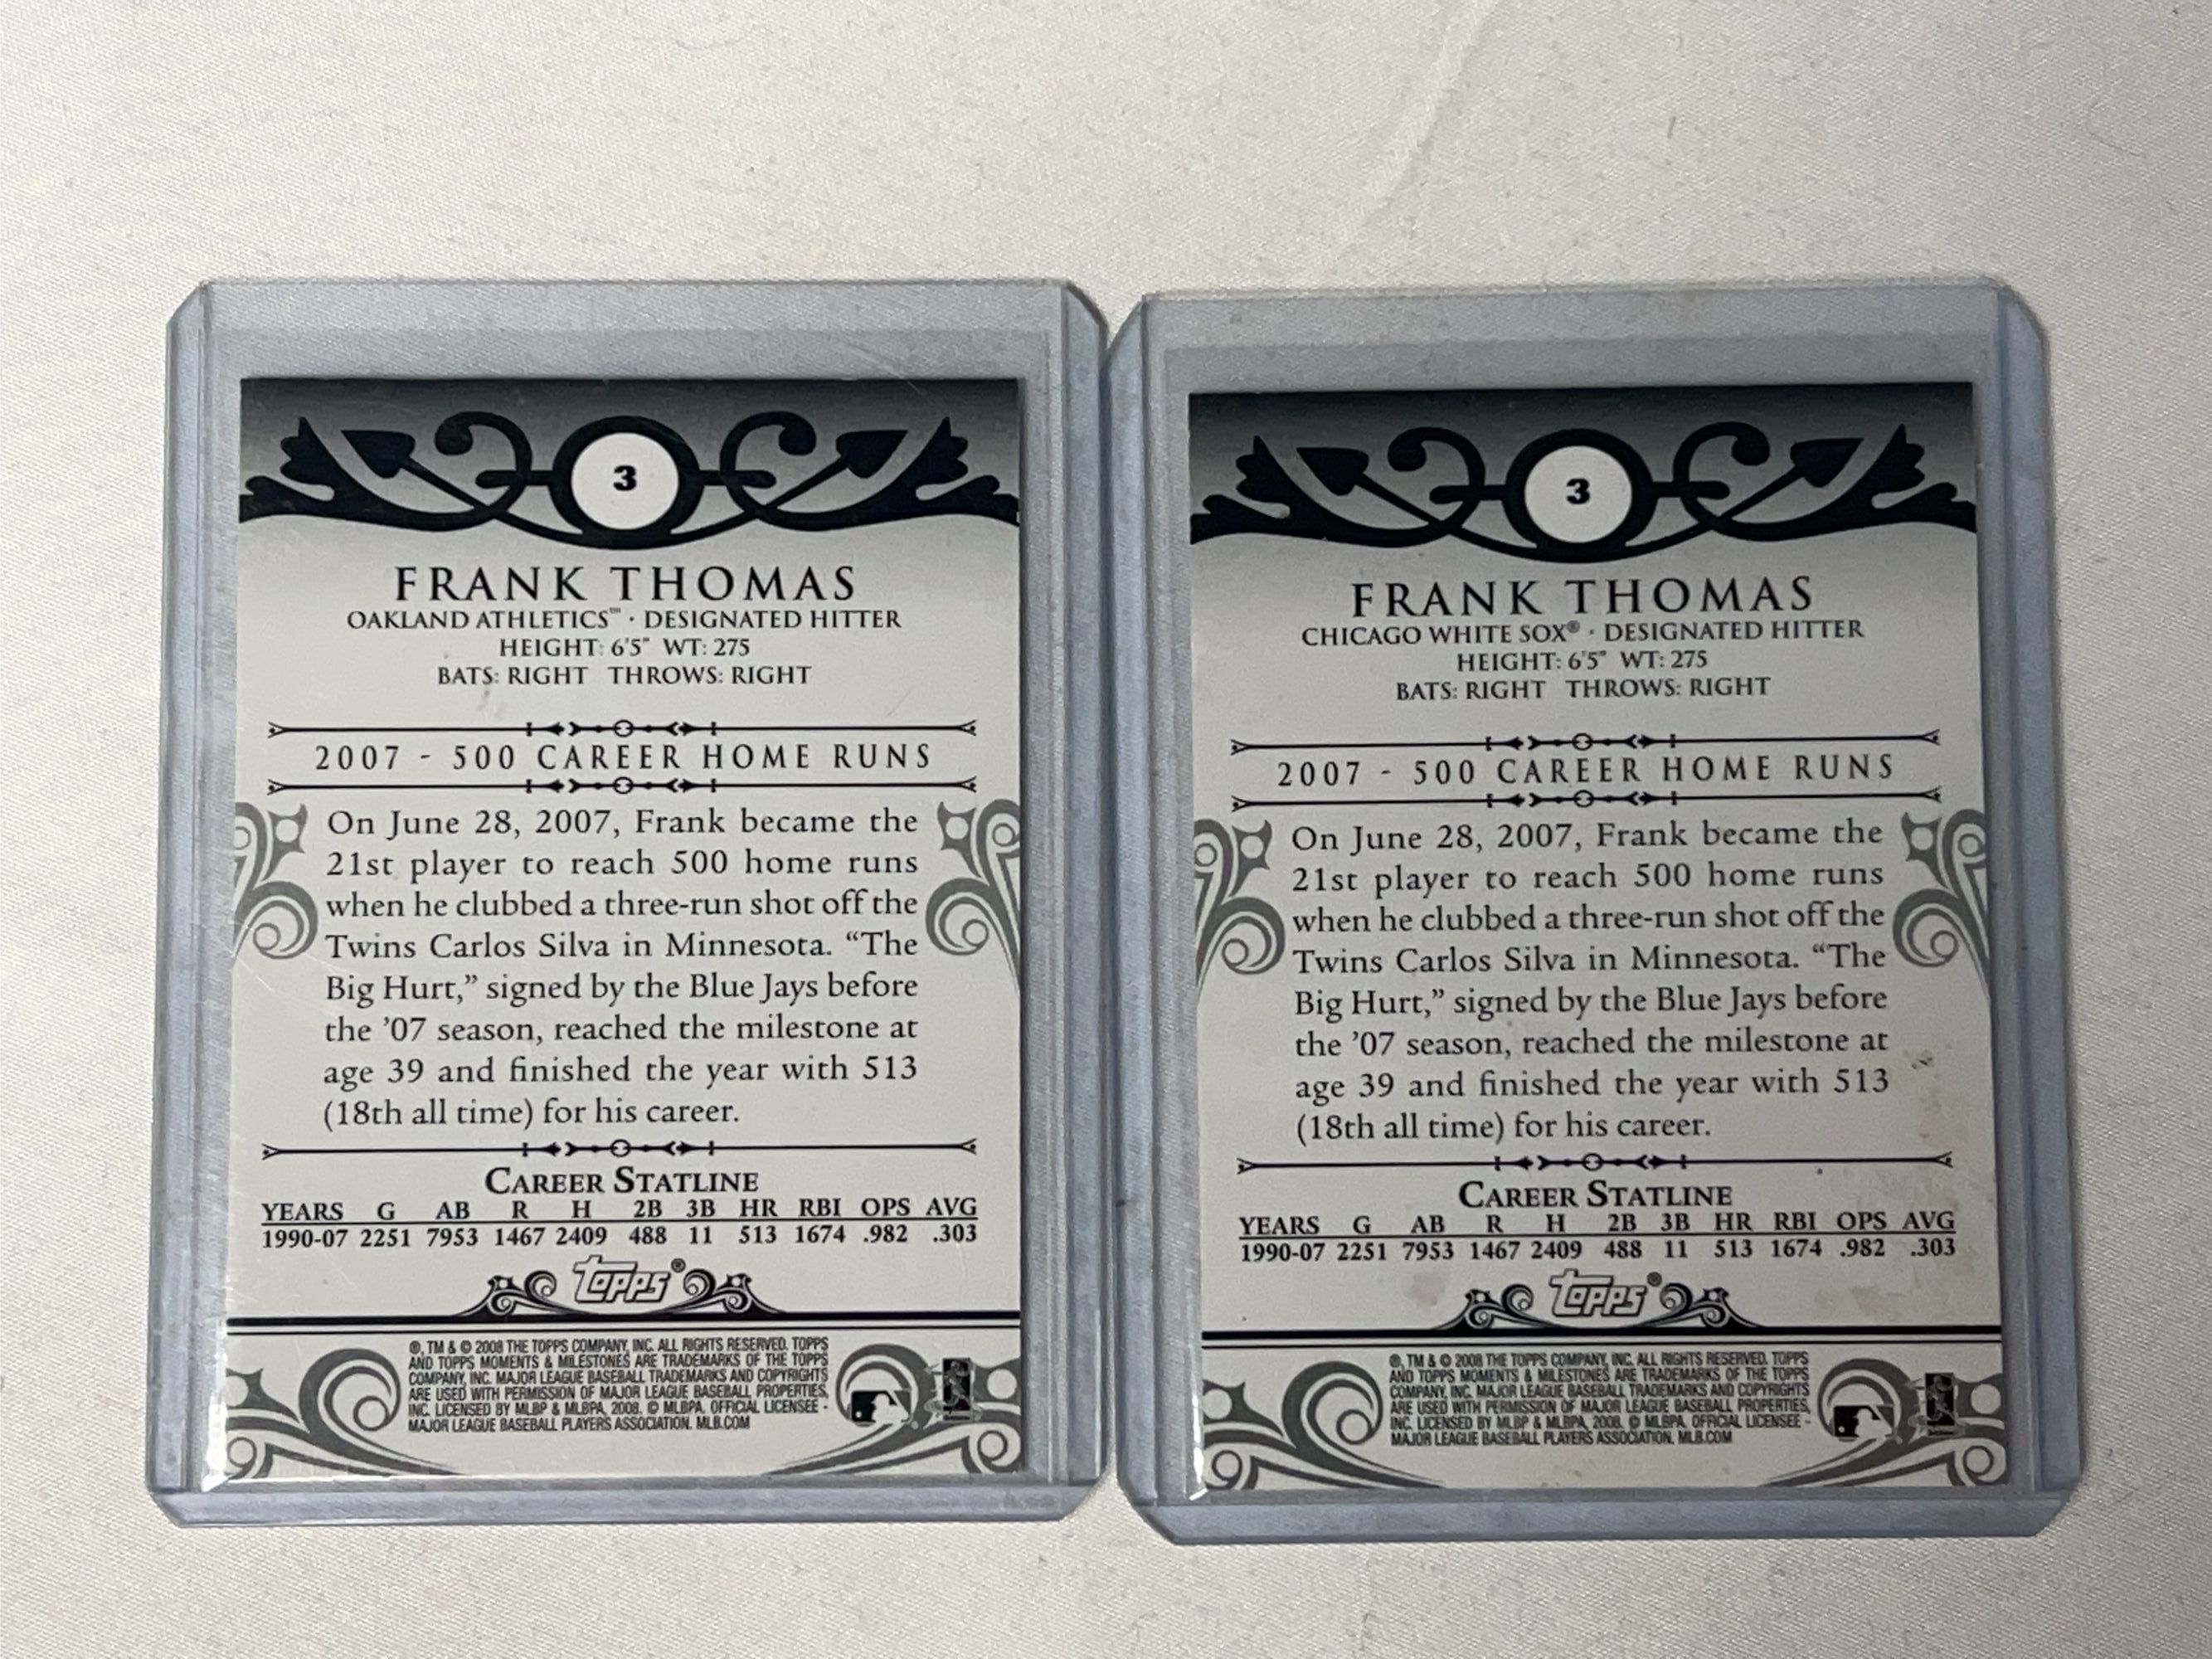 3
FRANK THOMAS
OAKLAND ATHLETICS™ · DESIGNATED HITTER
HEIGHT: 6'5" WT: 275
BATS: RIGHT THROWS: RIGHT
2007 - 500 CAREER HOME RUNS
On June 28, 2007, Frank became the
21st player to reach 500 home runs
when he clubbed a three-run shot off the
Twins Carlos Silva in Minnesota. “The
Big Hurt,” signed by the Blue Jays before
the ’07 season, reached the milestone at
age 39 and finished the year with 513
(18th all time) for his career.
CAREER STATLINE
YEARS G AB R H 2B 3B HR RBI OPS AVG
1990-07 2251 7953 1467 2409 488 11 513 1674 .982 .303
Topps®
®, TM & © 2008 THE TOPPS COMPANY, INC. ALL RIGHTS RESERVED. TOPPS
AND TOPPS MOMENTS & MILESTONES ARE TRADEMARKS OF THE TOPPS
COMPANY, INC. MAJOR LEAGUE BASEBALL TRADEMARKS AND COPYRIGHTS
ARE USED WITH PERMISSION OF MAJOR LEAGUE BASEBALL PROPERTIES,
INC. LICENSED BY MLBP & MLBPA, 2008. © MLBPA. OFFICIAL LICENSEE -
MAJOR LEAGUE BASEBALL PLAYERS ASSOCIATION. MLB.COM
3
FRANK THOMAS
CHICAGO WHITE SOX® · DESIGNATED HITTER
HEIGHT: 6'5" WT: 275
BATS: RIGHT THROWS: RIGHT
2007 - 500 CAREER HOME RUNS
On June 28, 2007, Frank became the
21st player to reach 500 home runs
when he clubbed a three-run shot off the
Twins Carlos Silva in Minnesota. “The
Big Hurt,” signed by the Blue Jays before
the ’07 season, reached the milestone at
age 39 and finished the year with 513
(18th all time) for his career.
CAREER STATLINE
YEARS G AB R H 2B 3B HR RBI OPS AVG
1990-07 2251 7953 1467 2409 488 11 513 1674 .982 .303
Topps®
®, TM & © 2008 THE TOPPS COMPANY, INC. ALL RIGHTS RESERVED. TOPPS
AND TOPPS MOMENTS & MILESTONES ARE TRADEMARKS OF THE TOPPS
COMPANY, INC. MAJOR LEAGUE BASEBALL TRADEMARKS AND COPYRIGHTS
ARE USED WITH PERMISSION OF MAJOR LEAGUE BASEBALL PROPERTIES,
INC. LICENSED BY MLBP & MLBPA, 2008. © MLBPA. OFFICIAL LICENSEE -
MAJOR LEAGUE BASEBALL PLAYERS ASSOCIATION. MLB.COM